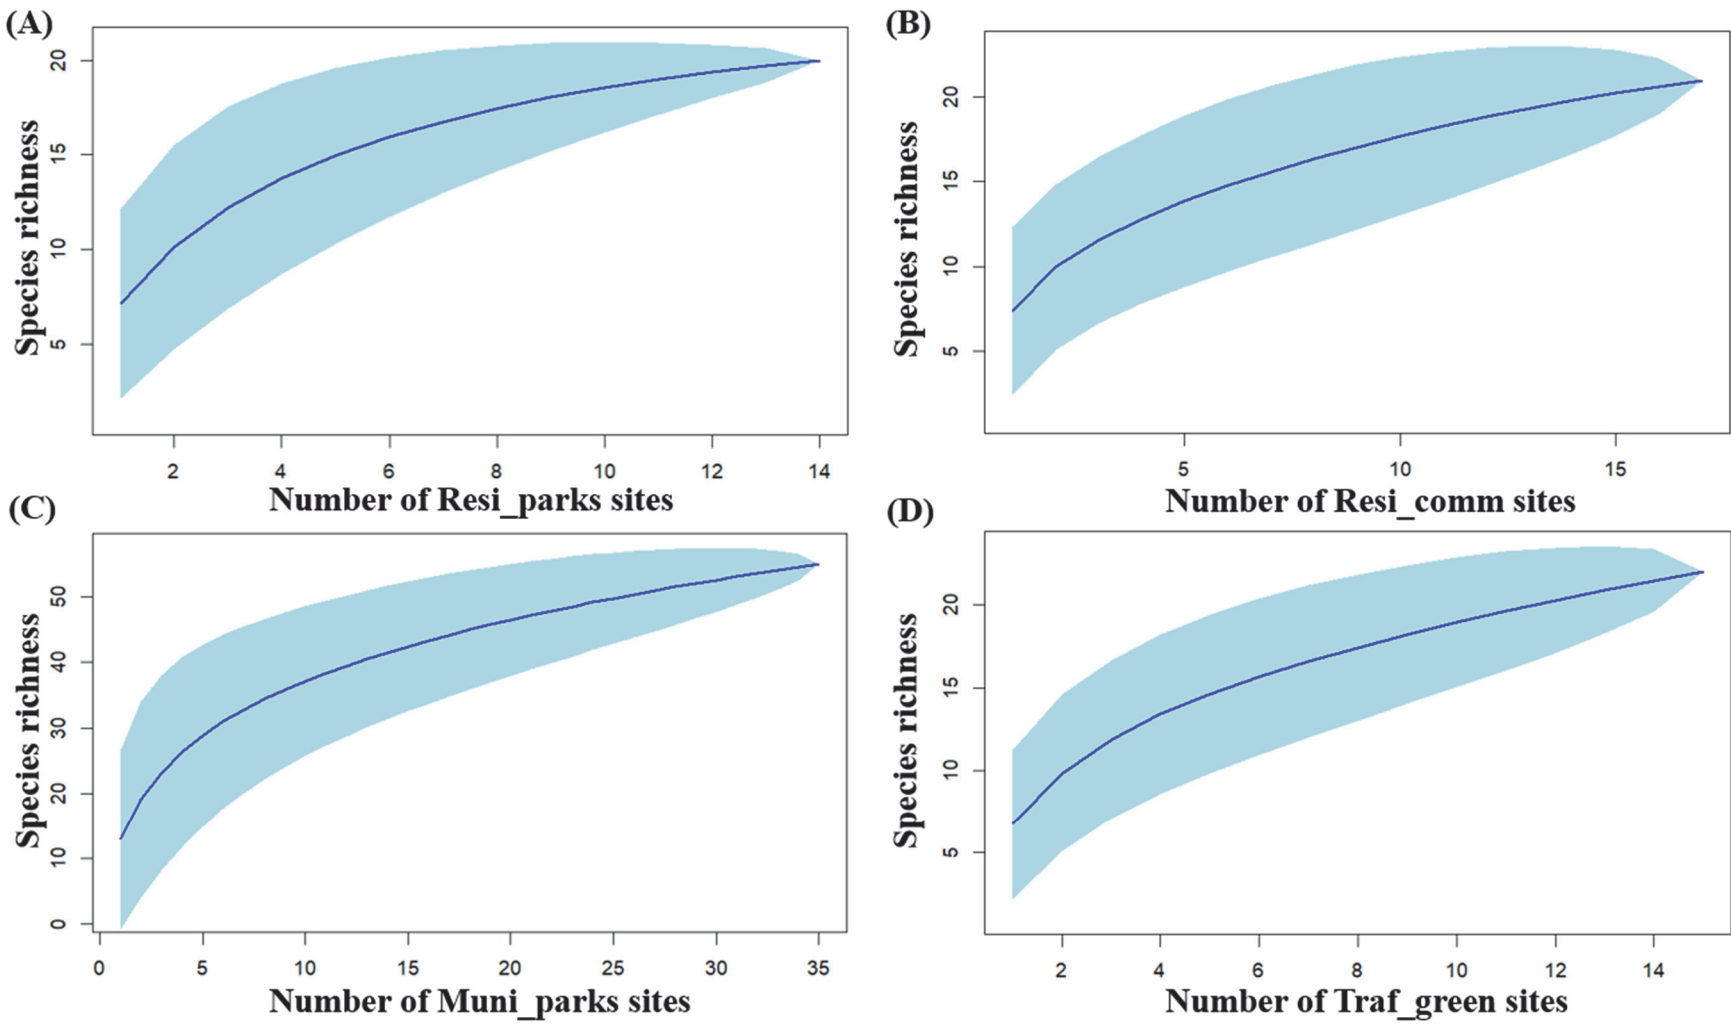 (A)
Species richness
5
10
15
20
2 4 6 8 10 12 14
Number of Resi_parks sites
(B)
Species richness
5
10
15
20
5 10 15
Number of Resi_comm sites
(C)
Species richness
0
10
20
30
40
50
0 5 10 15 20 25 30 35
Number of Muni_parks sites
(D)
Species richness
5
10
15
20
2 4 6 8 10 12 14
Number of Traf_green sites